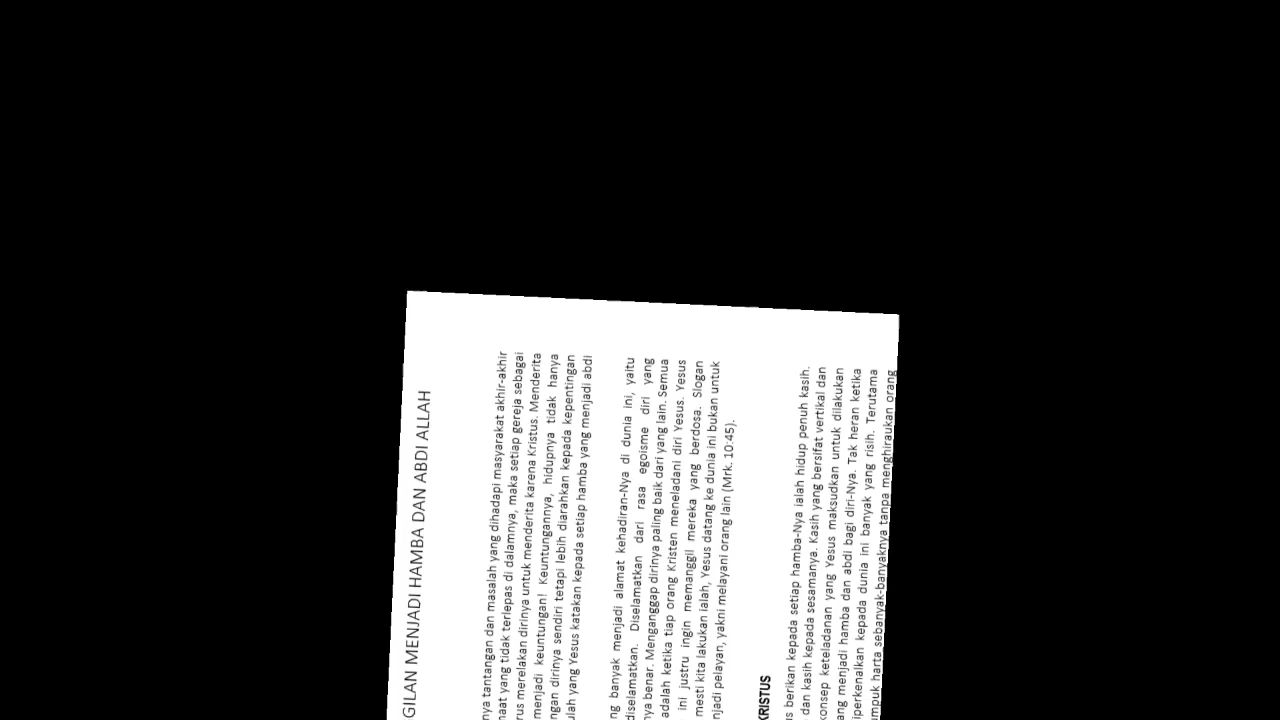 GILAN MENJADI HAMBA DAN ABDI ALLAH
nya tantangan dan masalah yang dihadapi masyarakat akhir-akhir
naat yang tidak terlepas di dalamnya, maka setiap gereja sebagai
rus merelakan dirinya untuk menderita karena Kristus. Menderita
menjadi keuntungan! Keuntungannya, hidupnya tidak hanya
ngan dirinya sendiri tetapi lebih diarahkan kepada kepentingan
ulah yang Yesus katakan kepada setiap hamba yang menjadi abdi
ng banyak menjadi alamat kehadiran-Nya di dunia ini, yaitu
diselamatkan. Diselamatkan dari rasa egoisme diri yang
nya benar. Menganggap dirinya paling baik dari yang lain. Semua
adalah ketika tiap orang Kristen meneladani diri Yesus. Yesus
ini justru ingin memanggil mereka yang berdosa. Slogan
mesti kita lakukan ialah, Yesus datang ke dunia ini bukan untuk
njadi pelayan, yakni melayani orang lain (Mrk. 10:45).
KRISTUS
s berikan kepada setiap hamba-Nya ialah hidup penuh kasih.
dan kasih kepada sesamanya. Kasih yang bersifat vertikal dan
konsep keteladanan yang Yesus maksudkan untuk dilakukan
ang menjadi hamba dan abdi bagi diri-Nya. Tak heran ketika
iperkenalkan kepada dunia ini banyak yang risih. Terutama
umpuk harta sebanyak-banyaknya tanpa menghiraukan orang